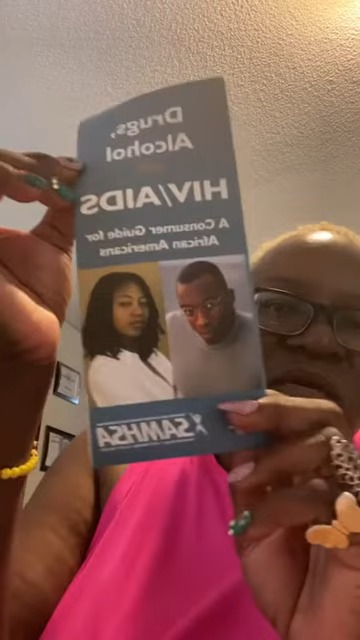 Drugs,
Alcohol
HIV/AIDS
A Consumer Guide for
African Americans
SAMHSA